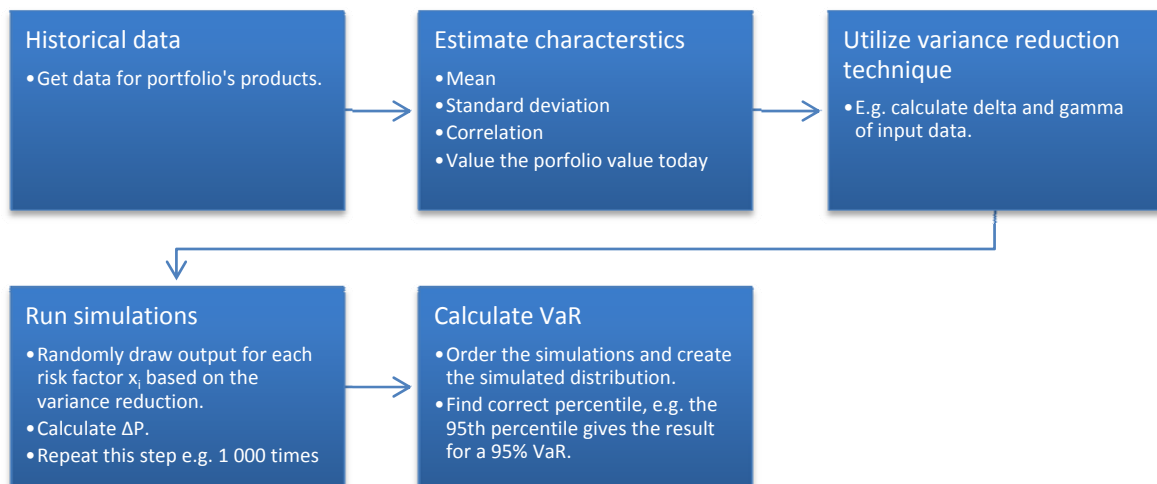 Historical data
•Get data for portfolio's products.
Estimate characterstics
•Mean
•Standard deviation
•Correlation
•Value the porfolio value today
Utilize variance reduction
technique
•E.g. calculate delta and gamma
of input data.
Run simulations
•Randomly draw output for each
risk factor xi based on the
variance reduction.
•Calculate ΔP.
•Repeat this step e.g. 1 000 times
Calculate VaR
•Order the simulations and create
the simulated distribution.
•Find correct percentile, e.g. the
95th percentile gives the result
for a 95% VaR.